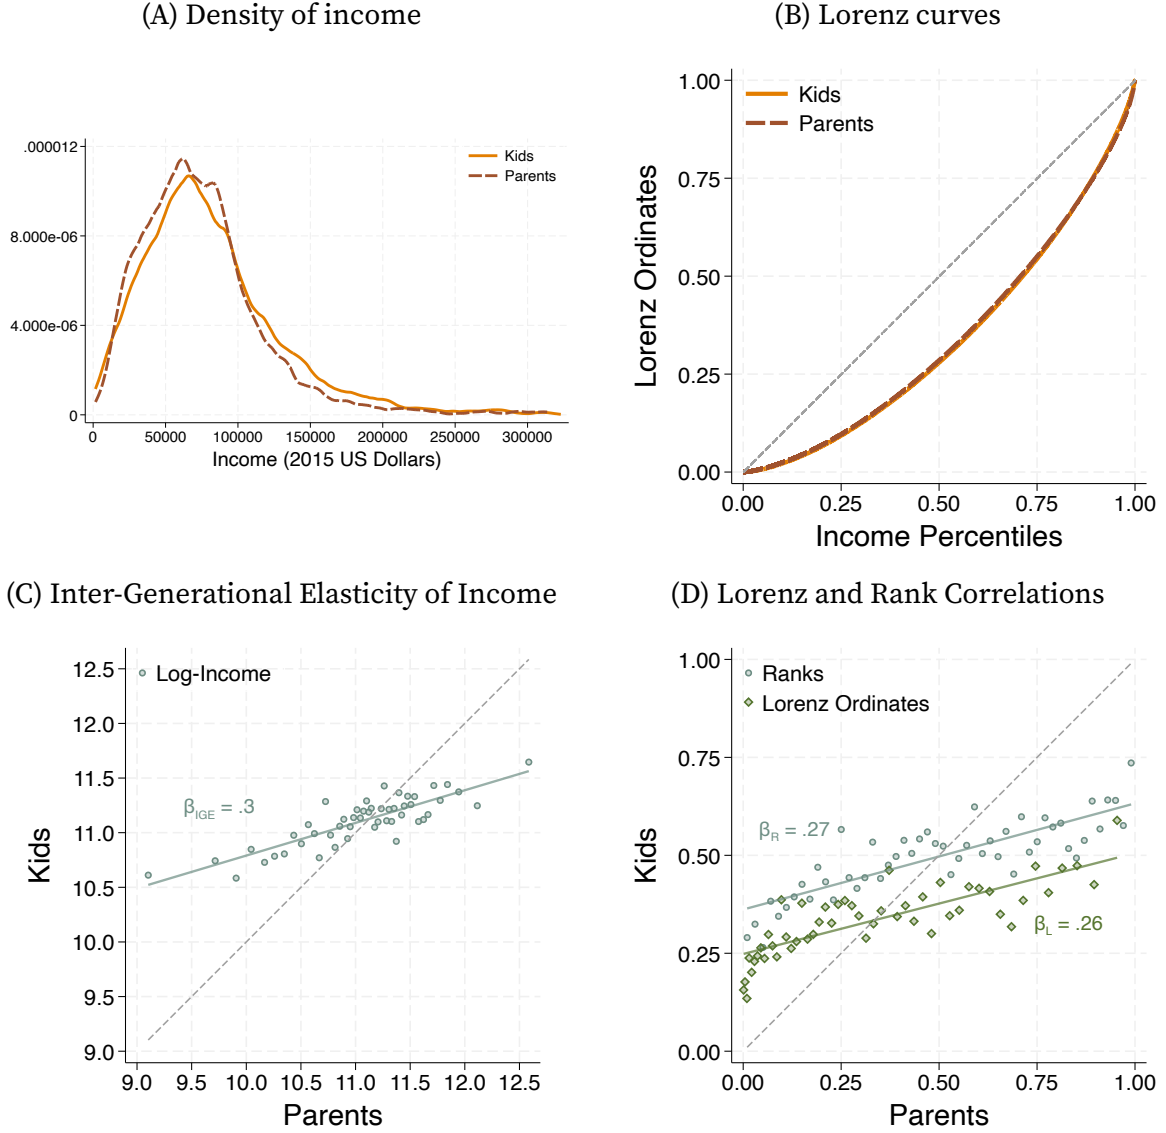 (A) Density of income
.000012
8.000e-06
4.000e-06
0
Kids
Parents
0 50000 100000 150000 200000 250000 300000
Income (2015 US Dollars)
(B) Lorenz curves
Lorenz Ordinates
1.00
0.75
0.50
0.25
0.00
Kids
Parents
0.00 0.25 0.50 0.75 1.00
Income Percentiles
(C) Inter-Generational Elasticity of Income
Kids
12.5
12.0
11.5
11.0
10.5
10.0
9.5
9.0
Log-Income
βIGE = .3
9.0 9.5 10.0 10.5 11.0 11.5 12.0 12.5
Parents
(D) Lorenz and Rank Correlations
Kids
1.00
0.75
0.50
0.25
0.00
Ranks
Lorenz Ordinates
βR = .27
βL = .26
0.00 0.25 0.50 0.75 1.00
Parents